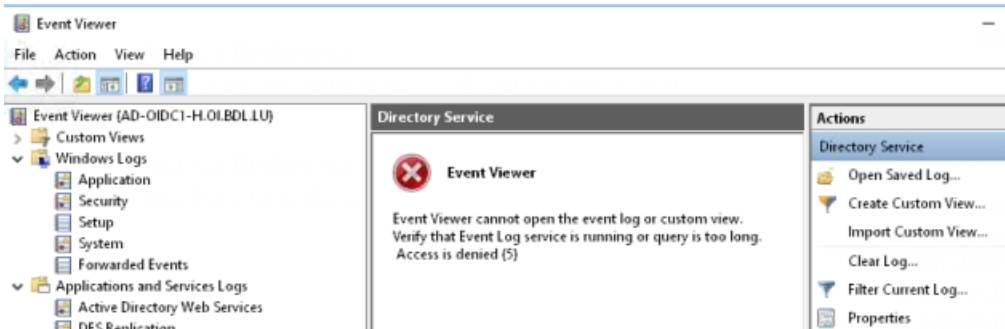 Event Viewer
File Action View Help
Event Viewer (AD-OIDC1-H.OI.BDL.LU)
Custom Views
Windows Logs
Application
Security
Setup
System
Forwarded Events
Applications and Services Logs
Active Directory Web Services
DFS Replication
Directory Service
Event Viewer
Event Viewer cannot open the event log or custom view.
Verify that Event Log service is running or query is too long.
Access is denied (5)
Actions
Directory Service
Open Saved Log...
Create Custom View...
Import Custom View...
Clear Log...
Filter Current Log...
Properties